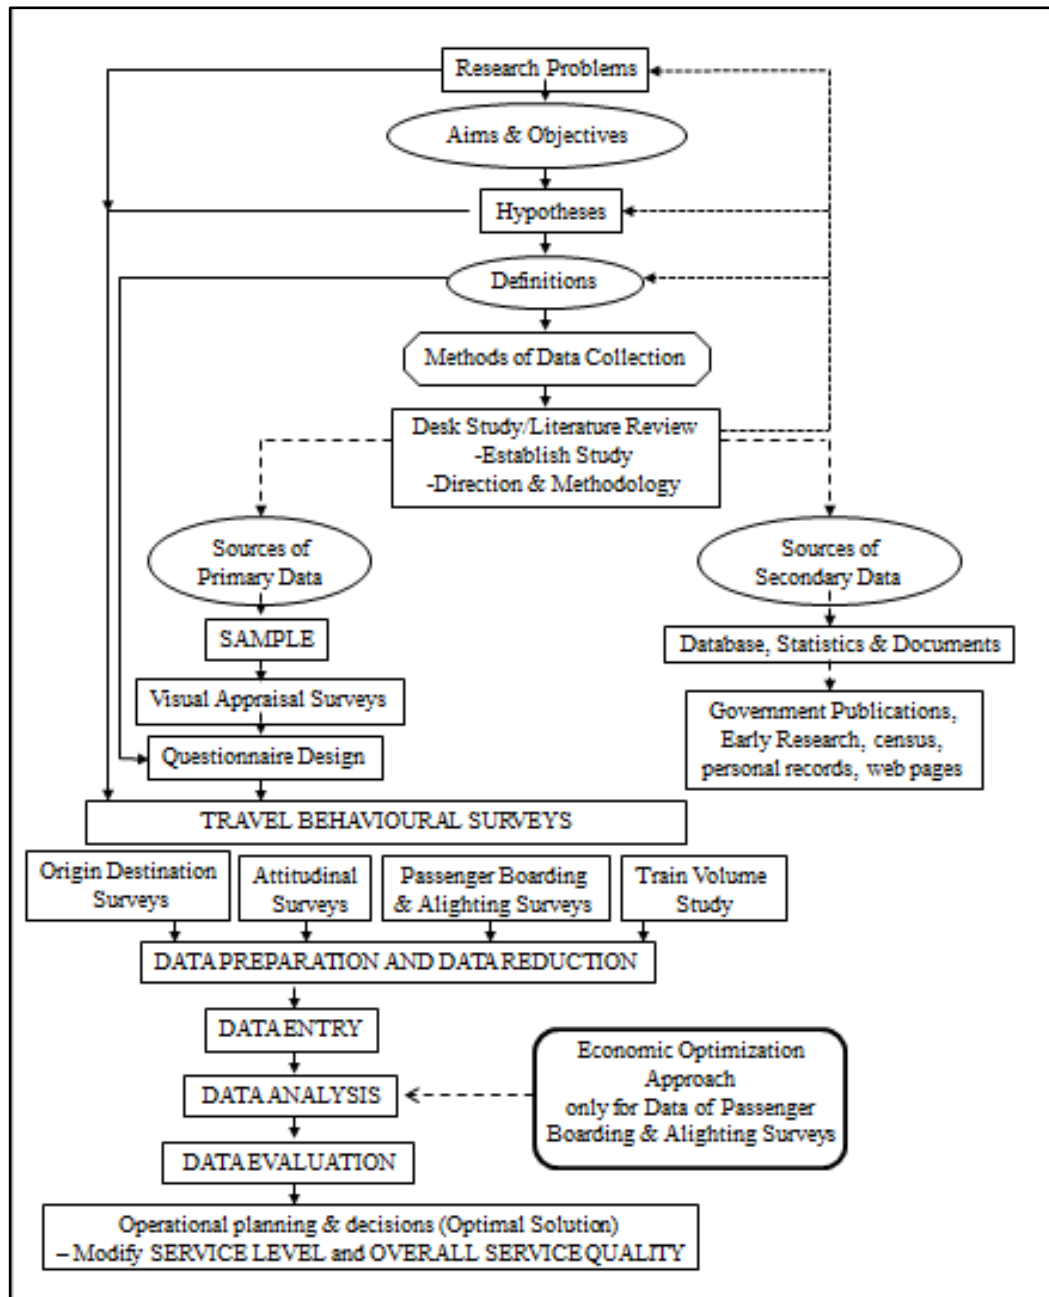 Research Problems
Aims & Objectives
Hypotheses
Definitions
Methods of Data Collection
Desk Study/Literature Review
-Establish Study
-Direction & Methodology
Sources of
Primary Data
Sources of
Secondary Data
SAMPLE
Database, Statistics & Documents
Visual Appraisal Surveys
Government Publications,
Early Research, census,
personal records, web pages
Questionnaire Design
TRAVEL BEHAVIOURAL SURVEYS
Origin Destination
Surveys
Attitudinal
Surveys
Passenger Boarding
& Alighting Surveys
Train Volume
Study
DATA PREPARATION AND DATA REDUCTION
DATA ENTRY
Economic Optimization
Approach
only for Data of Passenger
Boarding & Alighting Surveys
DATA ANALYSIS
DATA EVALUATION
Operational planning & decisions (Optimal Solution)
– Modify SERVICE LEVEL and OVERALL SERVICE QUALITY